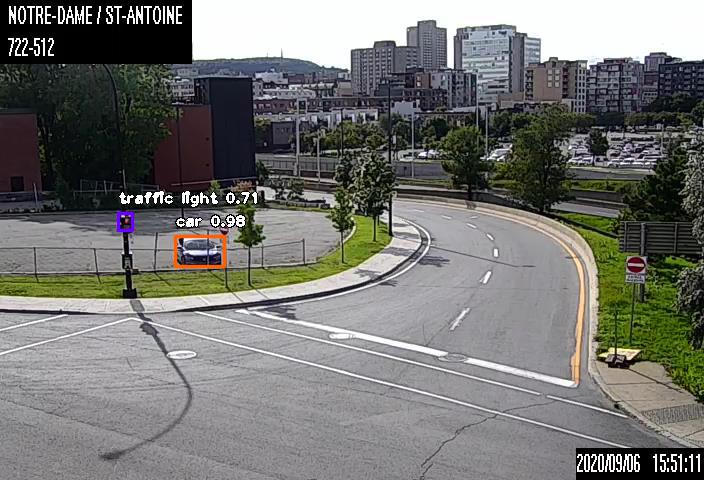 NOTRE-DAME / ST-ANTOINE
722-512
traffic light 0.71
car 0.98
2020/09/06 15:51:11